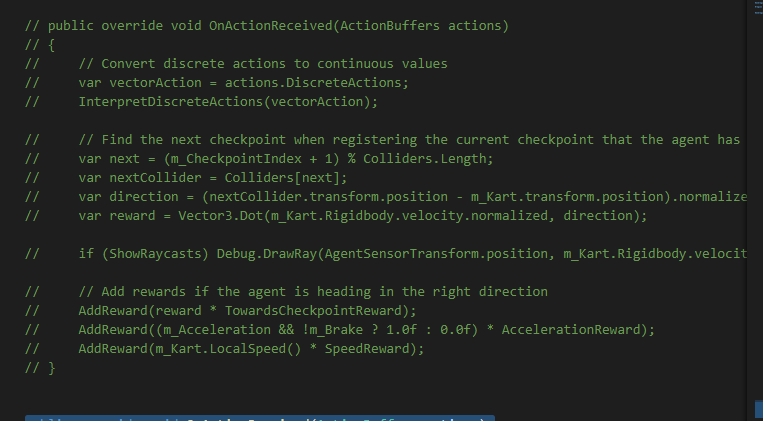 // public override void OnActionReceived(ActionBuffers actions)
// {
//     // Convert discrete actions to continuous values
//     var vectorAction = actions.DiscreteActions;
//     InterpretDiscreteActions(vectorAction);
//     // Find the next checkpoint when registering the current checkpoint that the agent has
//     var next = (m_CheckpointIndex + 1) % Colliders.Length;
//     var nextCollider = Colliders[next];
//     var direction = (nextCollider.transform.position - m_Kart.transform.position).normalize
//     var reward = Vector3.Dot(m_Kart.Rigidbody.velocity.normalized, direction);
//     if (ShowRaycasts) Debug.DrawRay(AgentSensorTransform.position, m_Kart.Rigidbody.velocit
//     // Add rewards if the agent is heading in the right direction
//     AddReward(reward * TowardsCheckpointReward);
//     AddReward((m_Acceleration && !m_Brake ? 1.0f : 0.0f) * AccelerationReward);
//     AddReward(m_Kart.LocalSpeed() * SpeedReward);
// }